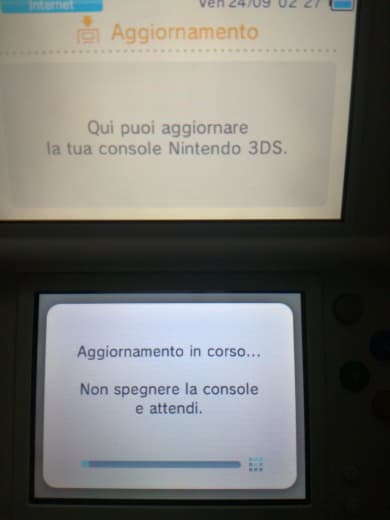 Internet
Ven 24/09 02 27
Aggiornamento
Qui puoi aggiornare
la tua console Nintendo 3DS.
Aggiornamento in corso...
Non spegnere la console
e attendi.